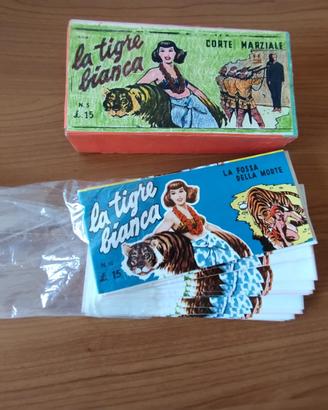 la tigre
bianca
CORTE MARZIALE
N. 5
£. 15
la tigre
bianca
LA FOSSA
DELLA MORTE
£ 15